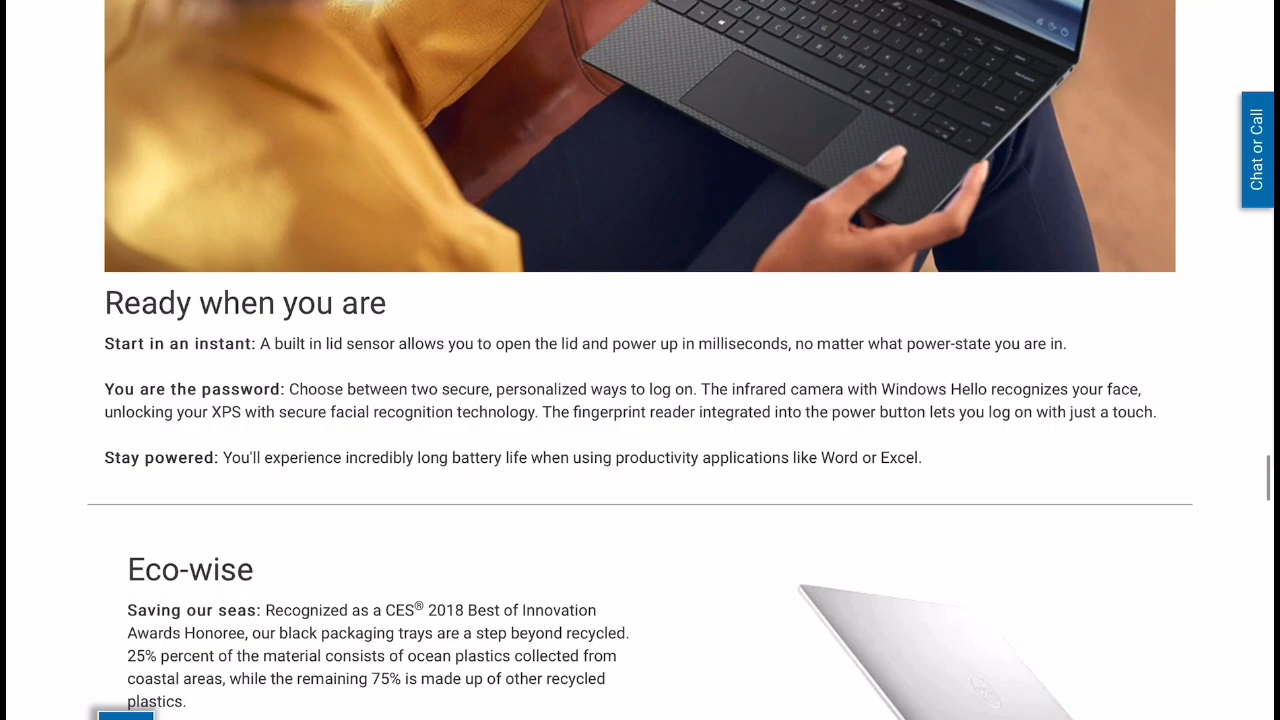 Chat or Call
Ready when you are
Start in an instant: A built in lid sensor allows you to open the lid and power up in milliseconds, no matter what power-state you are in.
You are the password: Choose between two secure, personalized ways to log on. The infrared camera with Windows Hello recognizes your face,
unlocking your XPS with secure facial recognition technology. The fingerprint reader integrated into the power button lets you log on with just a touch.
Stay powered: You'll experience incredibly long battery life when using productivity applications like Word or Excel.
Eco-wise
Saving our seas: Recognized as a CES® 2018 Best of Innovation
Awards Honoree, our black packaging trays are a step beyond recycled.
25% percent of the material consists of ocean plastics collected from
coastal areas, while the remaining 75% is made up of other recycled
plastics.